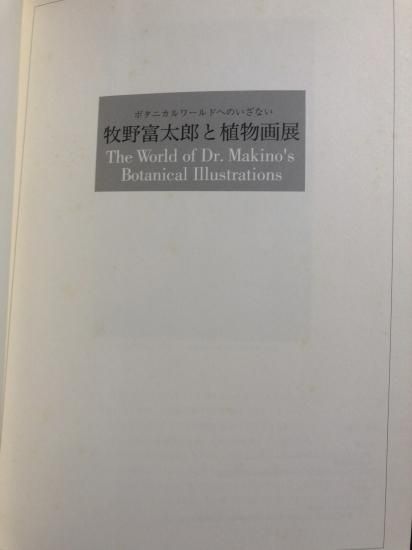 ボタニカルワールドへのいざない
牧野富太郎と植物画展
The World of Dr. Makino's
Botanical Illustrations